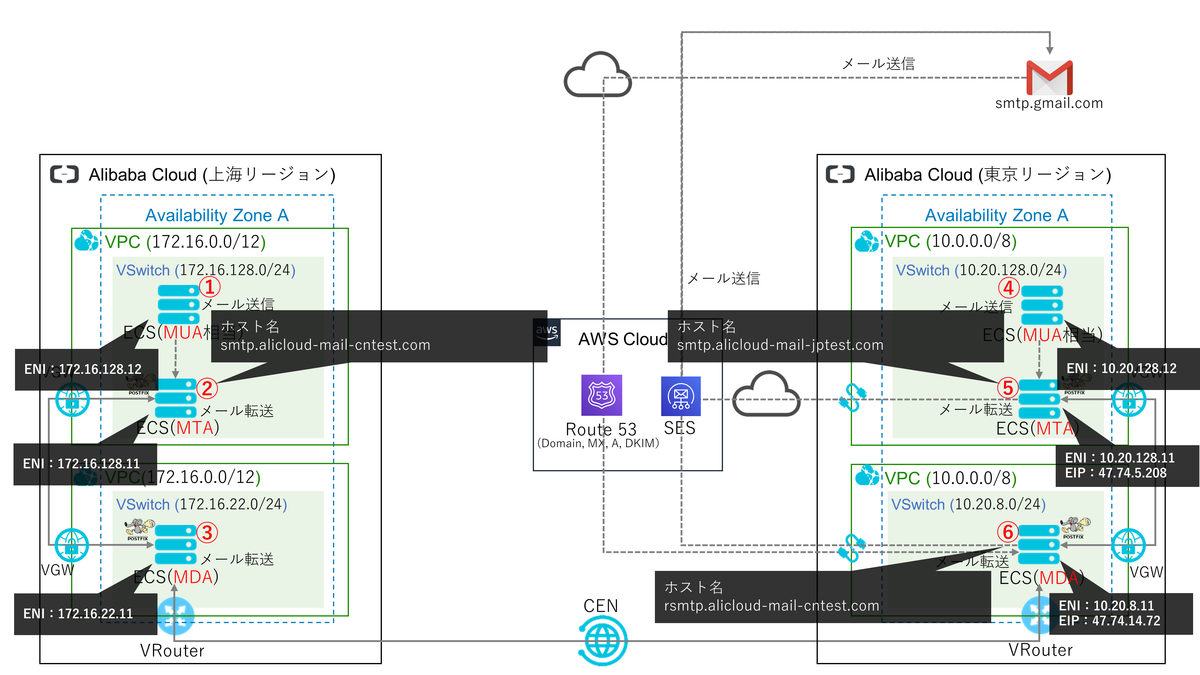 メール送信
smtp.gmail.com
Alibaba Cloud (上海リージョン)
Availability Zone A
VPC (172.16.0.0/12)
VSwitch (172.16.128.0/24)
①
メール送信
ECS(MUA相当)
ホスト名
smtp.alicloud-mail-cntest.com
ENI：172.16.128.12
②
POSTFIX
メール転送
ECS(MTA)
ENI：172.16.128.11
VPC(172.16.0.0/12)
VSwitch (172.16.22.0/24)
③
POSTFIX
メール転送
ECS(MDA)
VGW
ENI：172.16.22.11
VRouter
メール送信
aws
AWS Cloud
53
Route 53
(Domain, MX, A, DKIM)
SES
CEN
Alibaba Cloud (東京リージョン)
Availability Zone A
VPC (10.0.0.0/8)
VSwitch (10.20.128.0/24)
④
メール送信
ECS(MUA相当)
ホスト名
smtp.alicloud-mail-jptest.com
ENI：10.20.128.12
⑤
POSTFIX
メール転送
ECS(MTA)
ENI：10.20.128.11
EIP：47.74.5.208
VPC (10.0.0.0/8)
VSwitch (10.20.8.0/24)
⑥
POSTFIX
メール転送
ECS(MDA)
VGW
ホスト名
rsmtp.alicloud-mail-cntest.com
ENI：10.20.8.11
EIP：47.74.14.72
VRouter